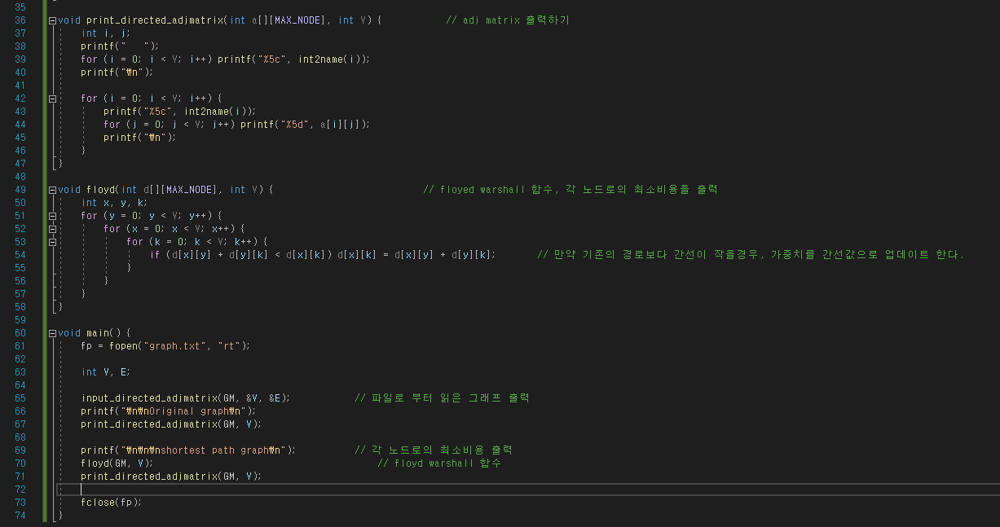 35
36 void print_directed_adjmatrix(int a[][MAX_NODE], int V) { // adj matrix 출력하기
37 int i, j;
38 printf("   ");
39 for (i = 0; i < V; i++) printf("%5c", int2name(i));
40 printf("₩n");
41
42 for (i = 0; i < V; i++) {
43 printf("%5c", int2name(i));
44 for (j = 0; j < V; j++) printf("%5d", a[i][j]);
45 printf("₩n");
46 }
47 }
48
49 void floyd(int d[][MAX_NODE], int V) { // floyed warshall 함수, 각 노드로의 최소비용을 출력
50 int x, y, k;
51 for (y = 0; y < V; y++) {
52 for (x = 0; x < V; x++) {
53 for (k = 0; k < V; k++) {
54 if (d[x][y] + d[y][k] < d[x][k]) d[x][k] = d[x][y] + d[y][k]; // 만약 기존의 경로보다 간선이 작을경우, 가중치를 간선값으로 업데이트 한다.
55 }
56 }
57 }
58 }
59
60 void main() {
61 fp = fopen("graph.txt", "rt");
62
63 int V, E;
64
65 input_directed_adjmatrix(GM, &V, &E); // 파일로 부터 읽은 그래프 출력
66 printf("₩n₩nOriginal graph₩n");
67 print_directed_adjmatrix(GM, V);
68
69 printf("₩n₩n₩nshortest path graph₩n"); // 각 노드로의 최소비용 출력
70 floyd(GM, V); // floyd warshall 함수
71 print_directed_adjmatrix(GM, V);
72
73 fclose(fp);
74 }